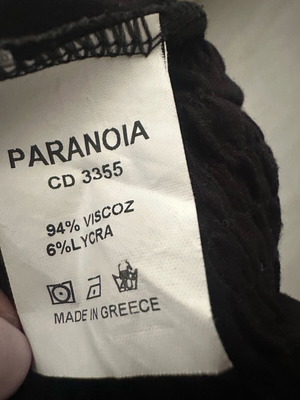 PARANOIA
CD 3355
94% VISCOZ
6%LYCRA
MADE IN GREECE